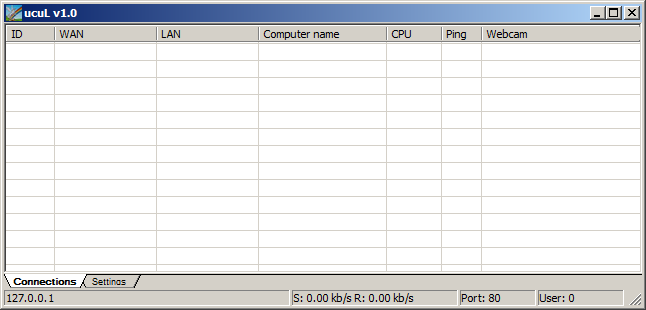 ucuL v1.0
ID WAN LAN Computer name CPU Ping Webcam
Connections Settings
127.0.0.1 S: 0.00 kb/s R: 0.00 kb/s Port: 80 User: 0